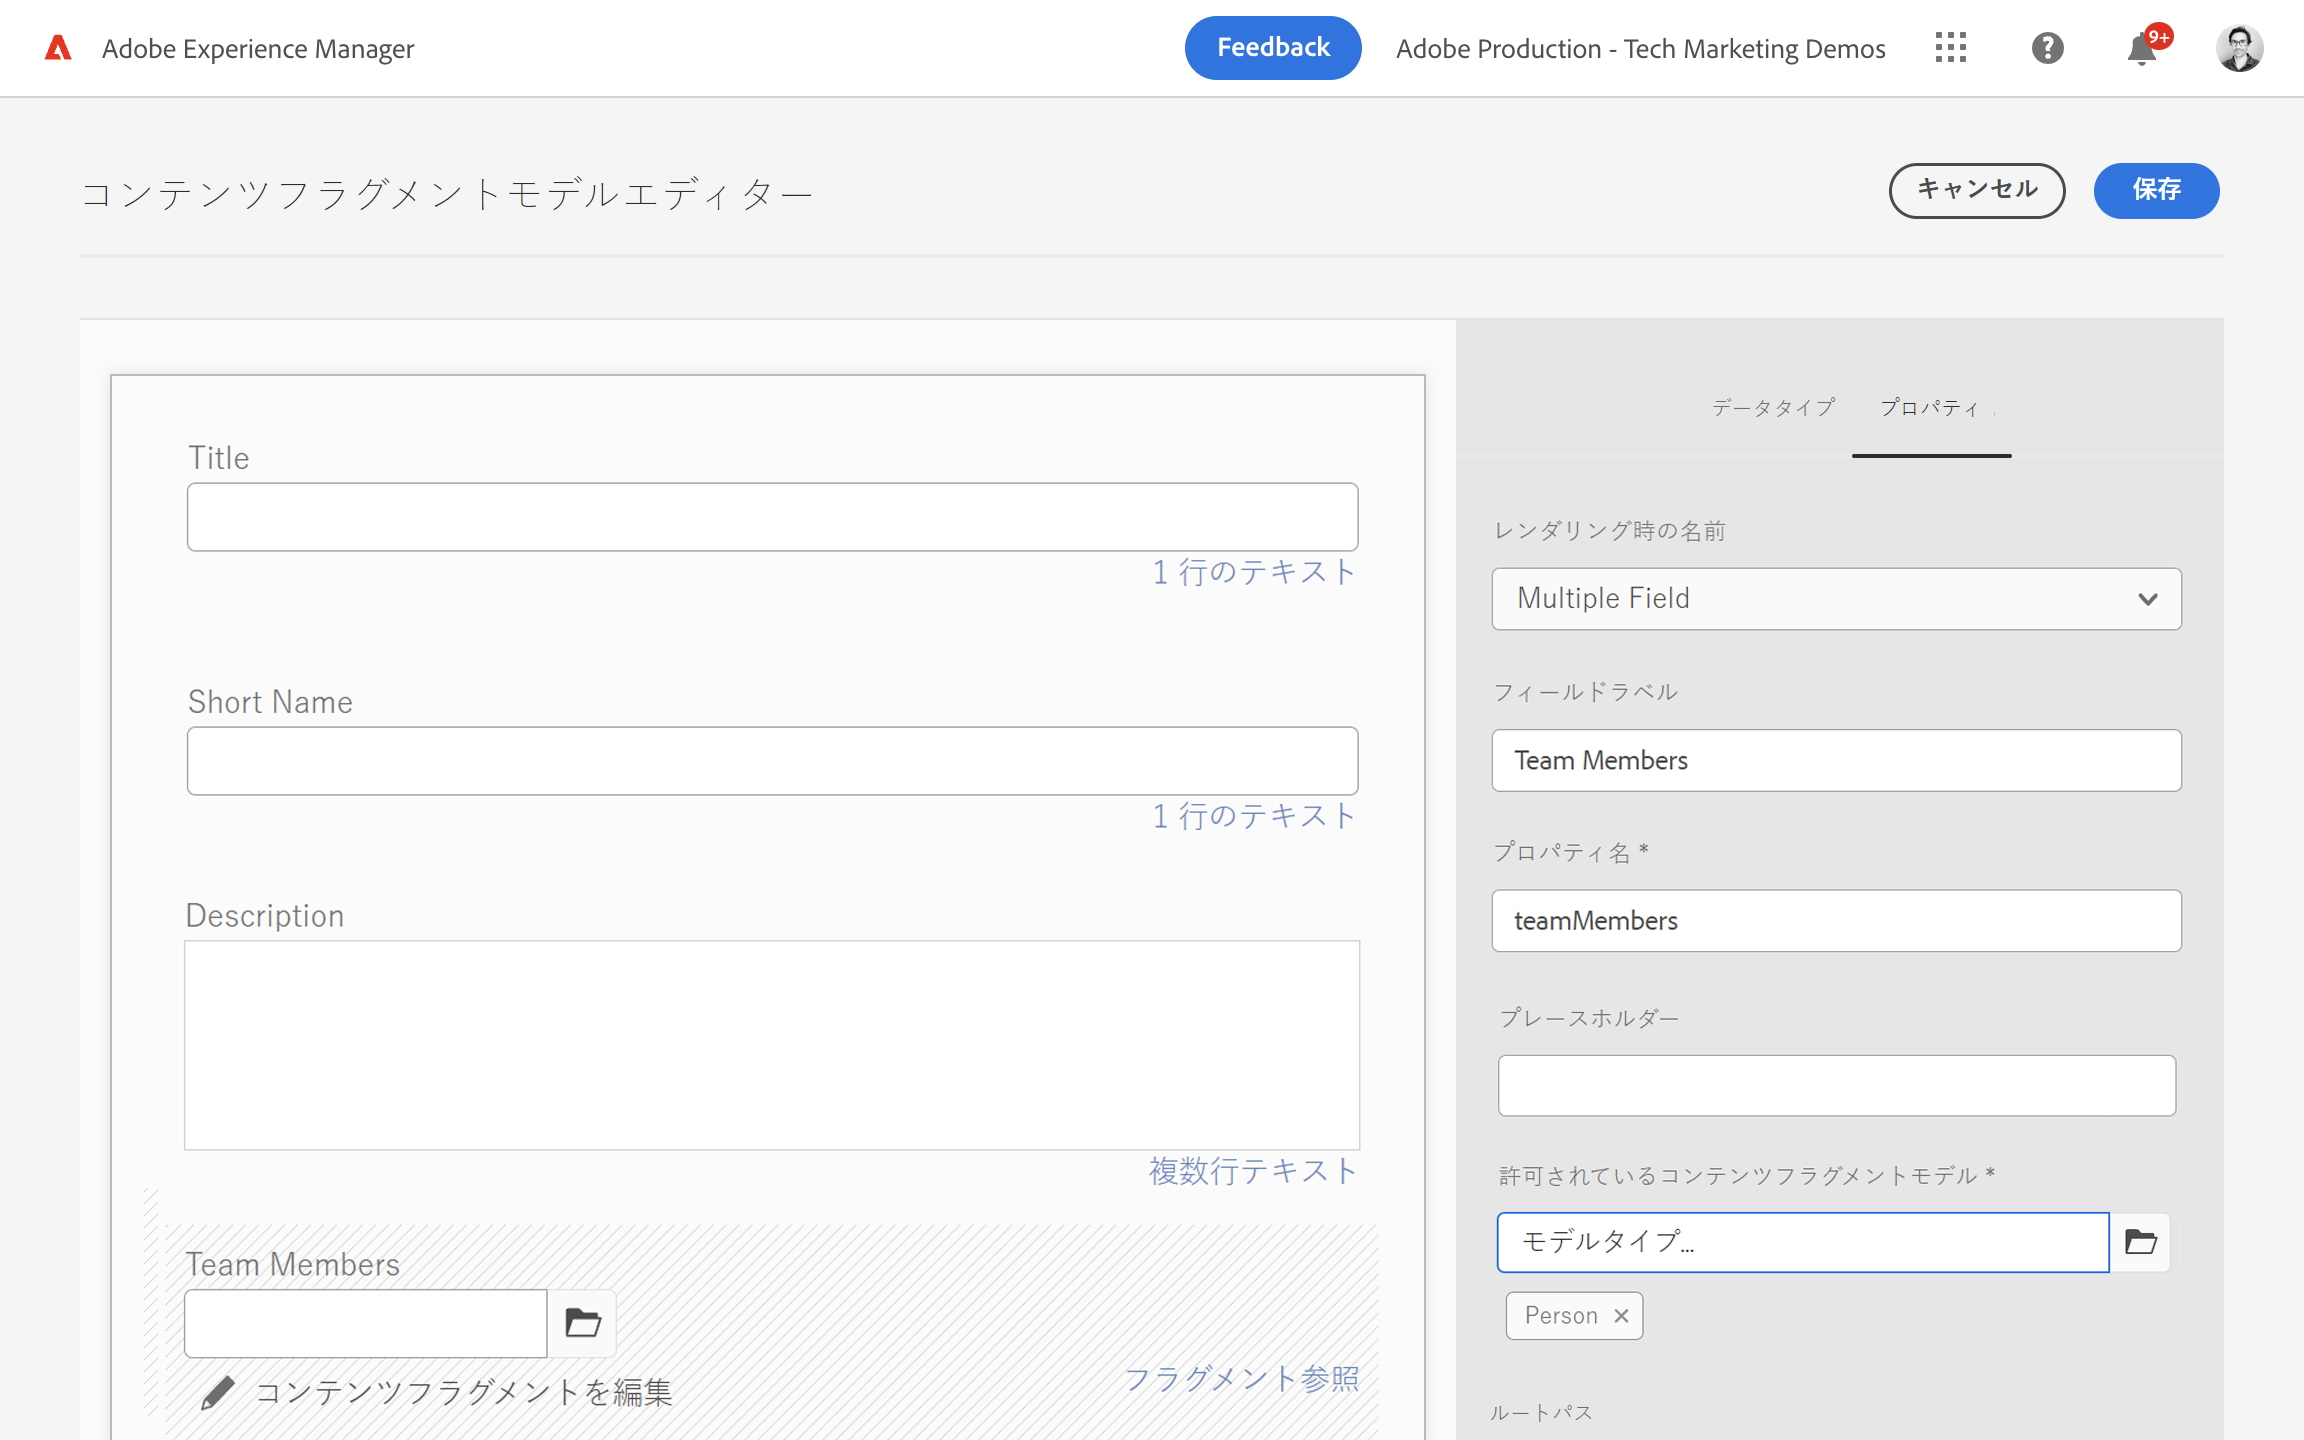 Adobe Experience Manager
Feedback
Adobe Production - Tech Marketing Demos
9+
コンテンツフラグメントモデルエディター
キャンセル
保存
Title
1 行のテキスト
Short Name
1 行のテキスト
Description
複数行テキスト
Team Members
コンテンツフラグメントを編集
フラグメント参照
データタイプ
プロパティ
レンダリング時の名前
Multiple Field
フィールドラベル
Team Members
プロパティ名 *
teamMembers
プレースホルダー
許可されているコンテンツフラグメントモデル *
モデルタイプ...
Person
ルートパス